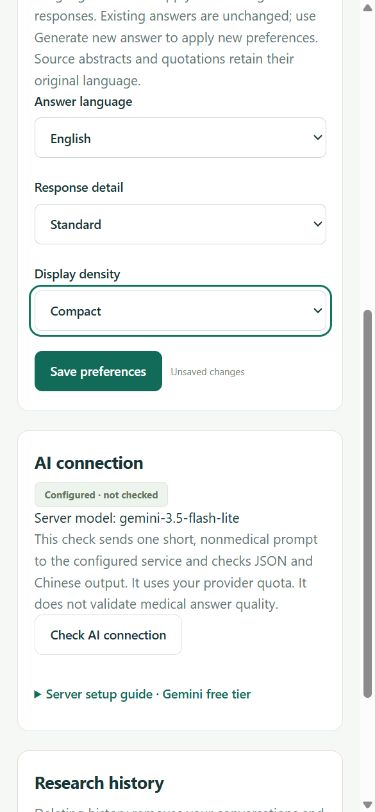 responses. Existing answers are unchanged; use
Generate new answer to apply new preferences.
Source abstracts and quotations retain their
original language.
Answer language
English
Response detail
Standard
Display density
Compact
Save preferences Unsaved changes
AI connection
Configured · not checked
Server model: gemini-3.5-flash-lite
This check sends one short, nonmedical prompt
to the configured service and checks JSON and
Chinese output. It uses your provider quota. It
does not validate medical answer quality.
Check AI connection
Server setup guide · Gemini free tier
Research history